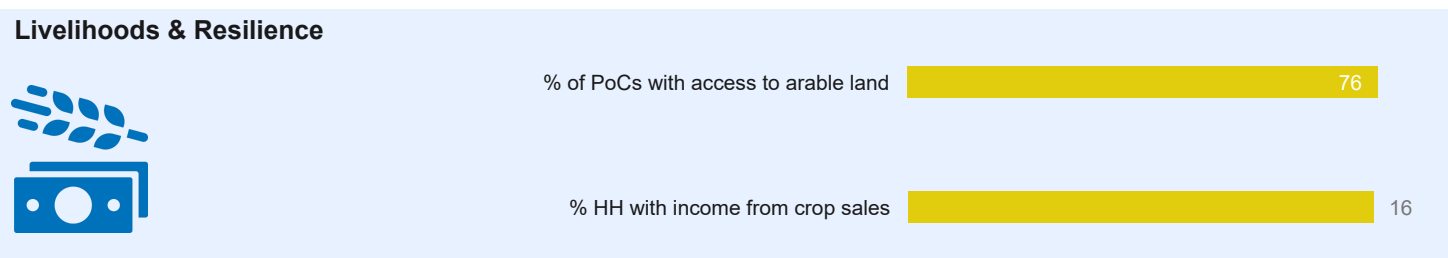 Livelihoods & Resilience
% of PoCs with access to arable land 76
% HH with income from crop sales 16